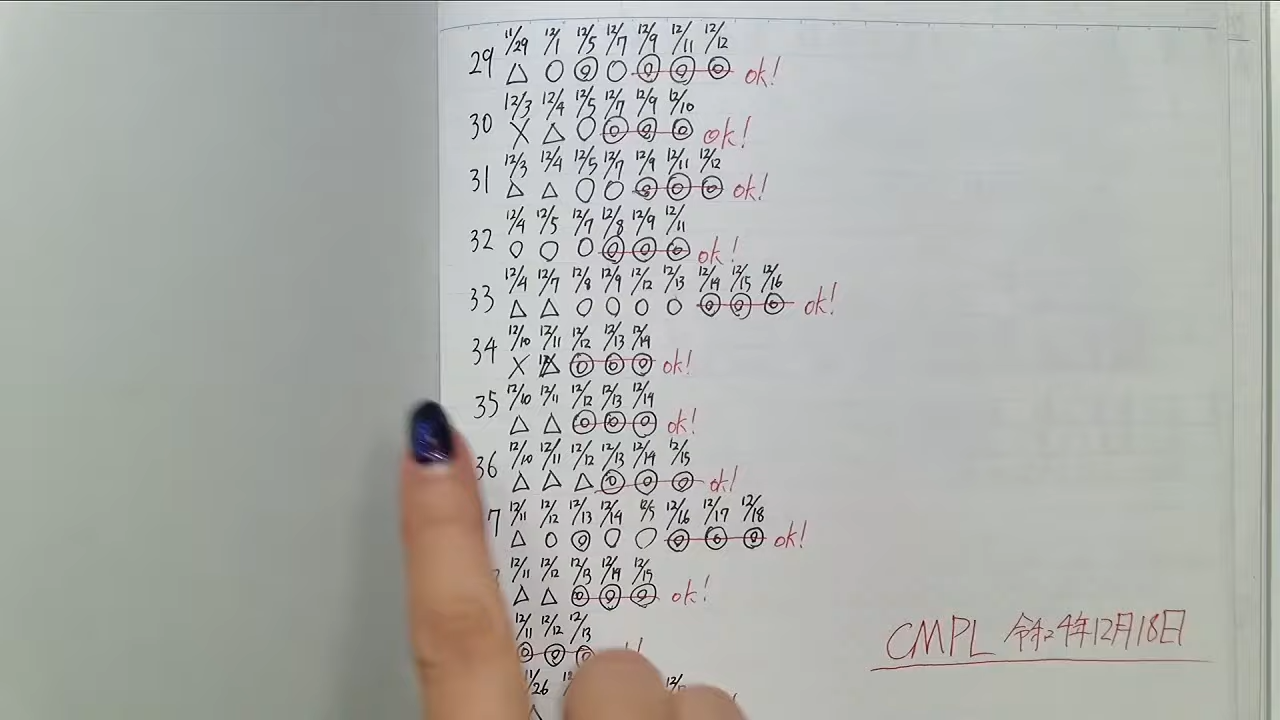 11/29 12/1 12/5 12/7 12/9 12/11 12/12
29 △ ○ ◎ ○ ◎ ◎ ◎ ok!
12/3 12/4 12/5 12/7 12/9 12/10
30 × △ ○ ◎ ◎ ◎ ok!
12/3 12/4 12/5 12/7 12/9 12/11 12/12
31 △ △ ○ ○ ◎ ◎ ◎ ok!
12/4 12/5 12/7 12/8 12/9 12/11
32 ○ ○ ○ ◎ ◎ ◎ ok!
12/4 12/7 12/8 12/9 12/12 12/13 12/14 12/15 12/16
33 △ △ ○ ○ ○ ○ ◎ ◎ ◎ ok!
12/10 12/11 12/12 12/13 12/14
34 × △ ◎ ◎ ◎ ok!
12/10 12/11 12/12 12/13 12/14
35 △ △ ◎ ◎ ◎ ok!
12/10 12/11 12/12 12/13 12/14 12/15
36 △ △ △ ◎ ◎ ◎ ok!
12/11 12/12 12/13 12/14 12/5 12/16 12/17 12/18
7 △ ○ ◎ ○ ○ ◎ ◎ ◎ ok!
12/11 12/12 12/13 12/14 12/15
△ △ ◎ ◎ ◎ ok!
12/11 12/12 12/13
◎ ◎ ◎
CMPL 令和4年12月18日